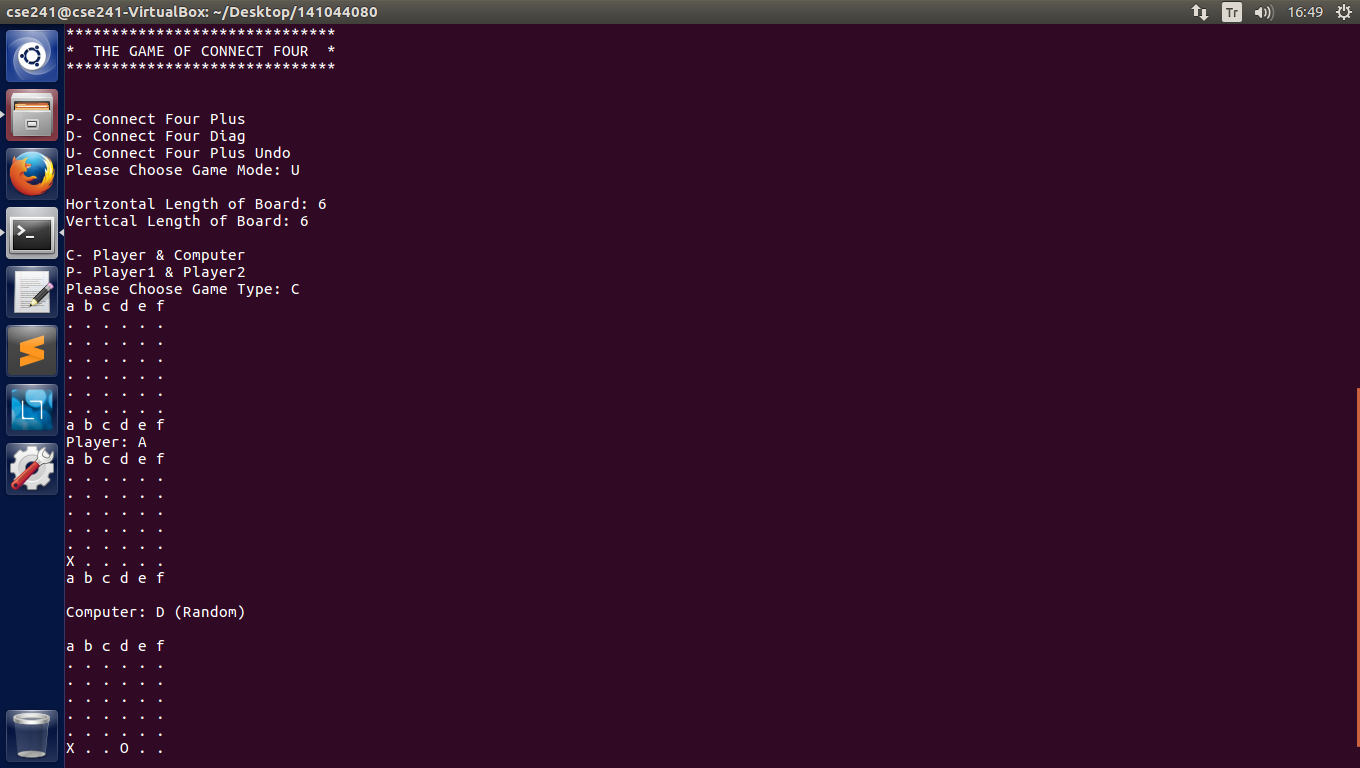 cse241@cse241-VirtualBox: ~/Desktop/141044080
Tr
16:49
******************************
*  THE GAME OF CONNECT FOUR  *
******************************
P- Connect Four Plus
D- Connect Four Diag
U- Connect Four Plus Undo
Please Choose Game Mode: U
Horizontal Length of Board: 6
Vertical Length of Board: 6
C- Player & Computer
P- Player1 & Player2
Please Choose Game Type: C
a b c d e f
. . . . . .
. . . . . .
. . . . . .
. . . . . .
. . . . . .
. . . . . .
a b c d e f
Player: A
a b c d e f
. . . . . .
. . . . . .
. . . . . .
. . . . . .
. . . . . .
X . . . . .
a b c d e f
Computer: D (Random)
a b c d e f
. . . . . .
. . . . . .
. . . . . .
. . . . . .
. . . . . .
X . . O . .